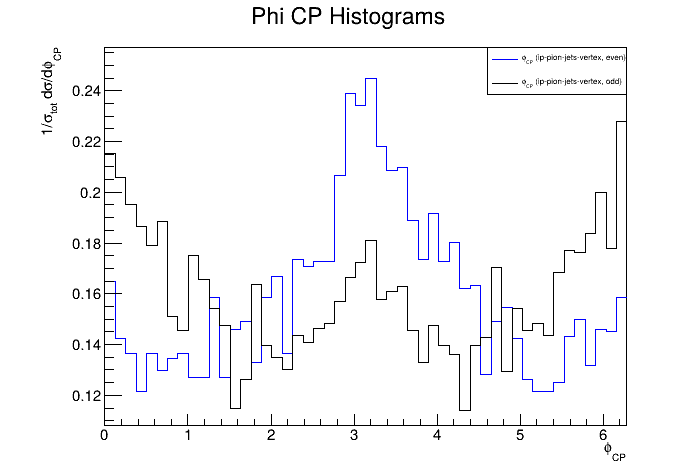 Phi CP Histograms
1/σtot dσ/dϕCP
ϕCP (ip-pion-jets-vertex, even)
ϕCP (ip-pion-jets-vertex, odd)
0.24
0.22
0.2
0.18
0.16
0.14
0.12
0 1 2 3 4 5 6
ϕCP